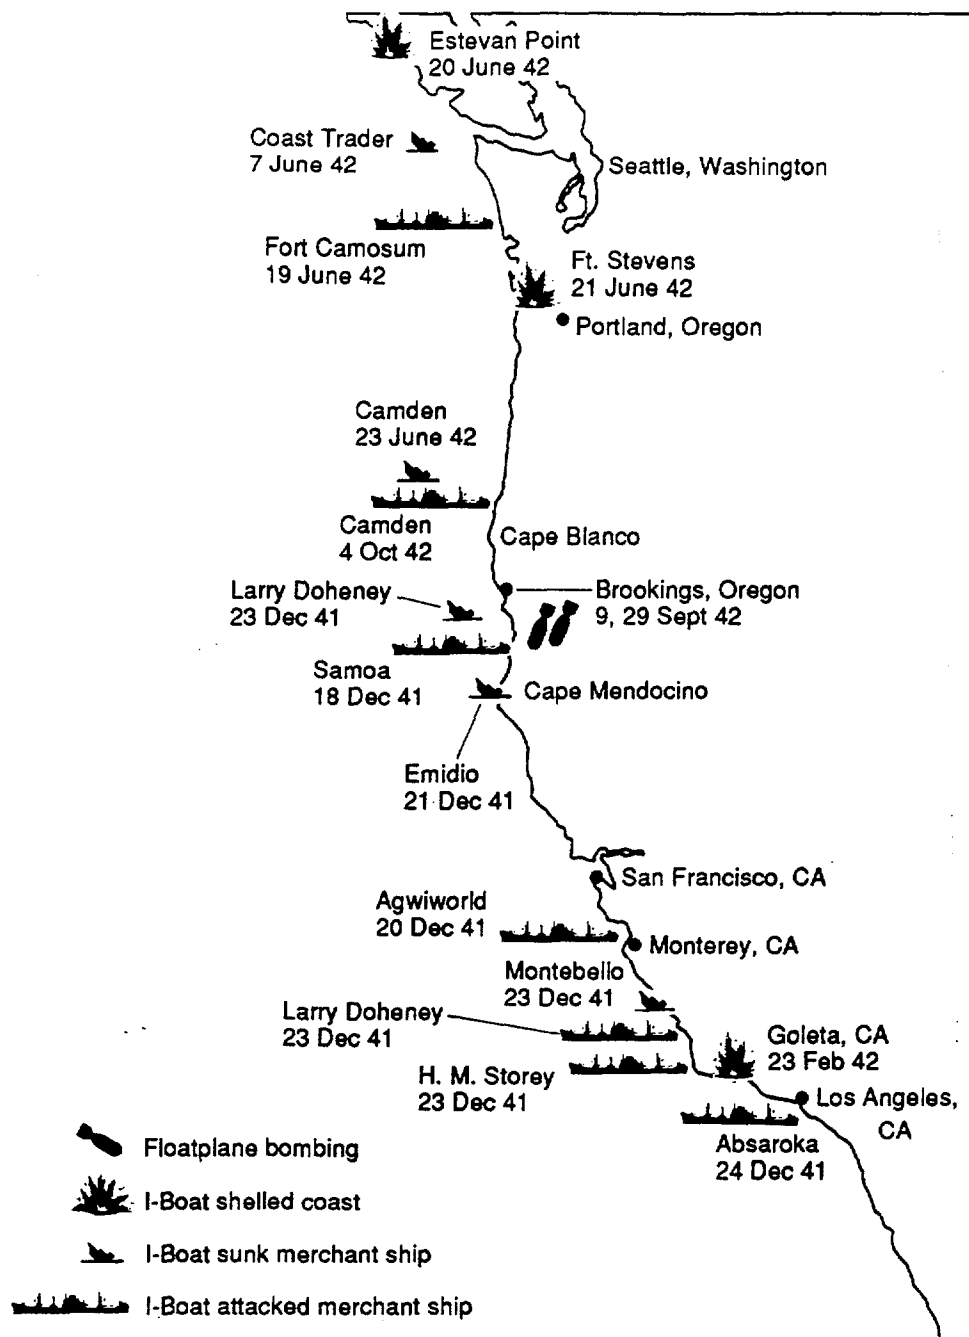 Estevan Point
20 June 42
Coast Trader
7 June 42
Seattle, Washington
Fort Camosum
19 June 42
Ft. Stevens
21 June 42
Portland, Oregon
Camden
23 June 42
Camden
4 Oct 42
Cape Blanco
Larry Doheney
23 Dec 41
Brookings, Oregon
9, 29 Sept 42
Samoa
18 Dec 41
Cape Mendocino
Emidio
21 Dec 41
San Francisco, CA
Agwiworld
20 Dec 41
Monterey, CA
Montebello
23 Dec 41
Larry Doheney
23 Dec 41
Goleta, CA
23 Feb 42
H. M. Storey
23 Dec 41
Los Angeles,
CA
Absaroka
24 Dec 41
Floatplane bombing
I-Boat shelled coast
I-Boat sunk merchant ship
I-Boat attacked merchant ship